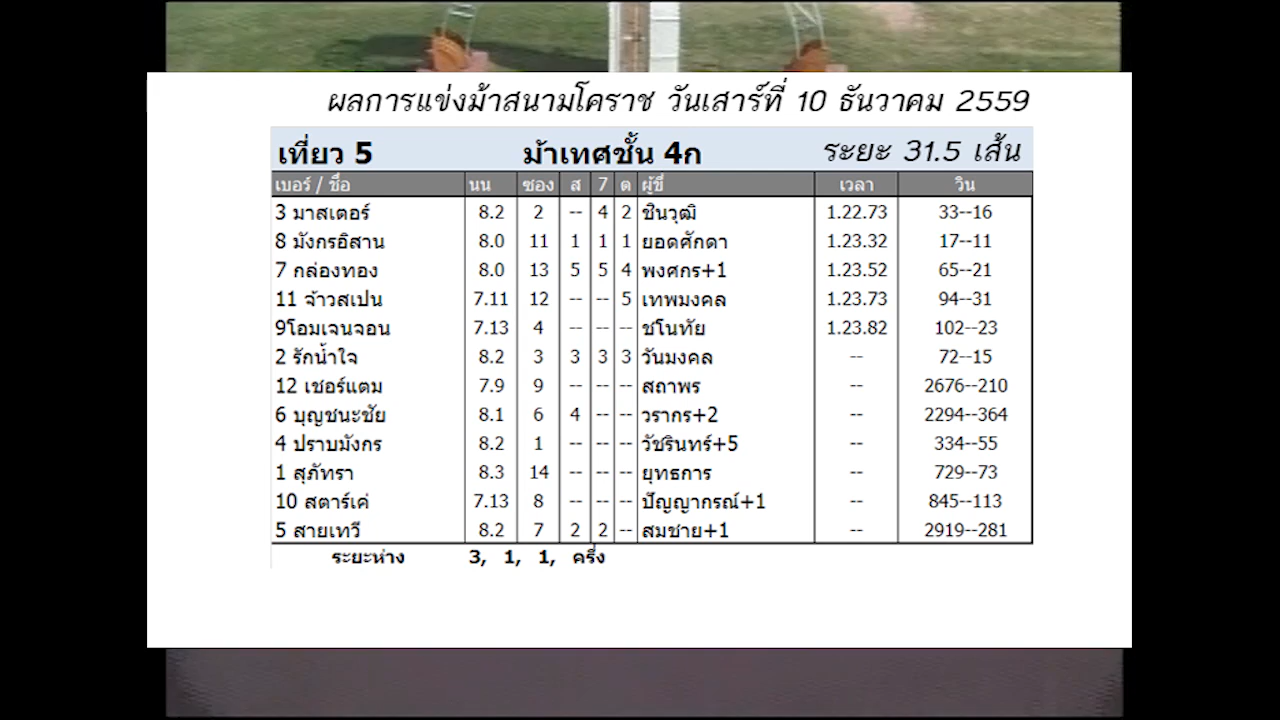 ผลการแข่งม้าสนามโคราช วันเสาร์ที่ 10 ธันวาคม 2559
เที่ยว 5 ม้าเทศชั้น 4ก ระยะ 31.5 เส้น
เบอร์ / ชื่อ นน ซอง ส 7 ต ผู้ขี่ เวลา วิน
3 มาสเตอร์ 8.2 2 -- 4 2 ชินวุฒิ 1.22.73 33--16
8 มังกรอิสาน 8.0 11 1 1 1 ยอดศักดา 1.23.32 17--11
7 กล่องทอง 8.0 13 5 5 4 พงศกร+1 1.23.52 65--21
11 จ้าวสเปน 7.11 12 -- -- 5 เทพมงคล 1.23.73 94--31
9โอมเจนจอน 7.13 4 -- -- -- ชโนทัย 1.23.82 102--23
2 รักน้ำใจ 8.2 3 3 3 3 วันมงคล -- 72--15
12 เชอร์แตม 7.9 9 -- -- -- สถาพร -- 2676--210
6 บุญชนะชัย 8.1 6 4 -- -- วรากร+2 -- 2294--364
4 ปราบมังกร 8.2 1 -- -- -- วัชรินทร์+5 -- 334--55
1 สุภัทรา 8.3 14 -- -- -- ยุทธการ -- 729--73
10 สตาร์เค่ 7.13 8 -- -- -- ปัญญากรณ์+1 -- 845--113
5 สายเทวี 8.2 7 2 2 -- สมชาย+1 -- 2919--281
ระยะห่าง 3, 1, 1, ครึ่ง